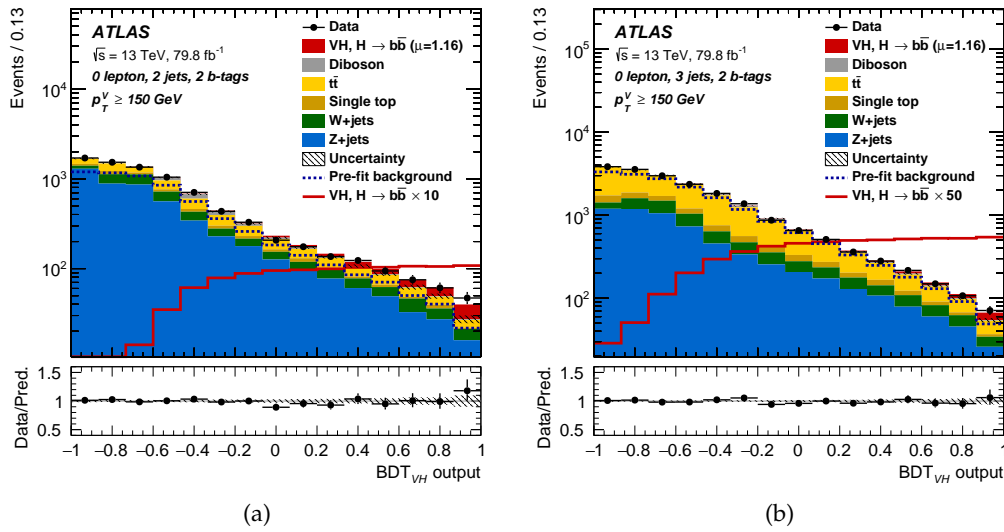 Events / 0.13
10⁴
10³
10²
ATLAS
√s = 13 TeV, 79.8 fb⁻¹
0 lepton, 2 jets, 2 b-tags
p_T^V ≥ 150 GeV
Data
VH, H → bb̅ (μ=1.16)
Diboson
tt̅
Single top
W+jets
Z+jets
Uncertainty
Pre-fit background
VH, H → bb̅ × 10
Data/Pred.
1.5
1
0.5
−1 −0.8 −0.6 −0.4 −0.2 0 0.2 0.4 0.6 0.8 1
BDT_VH output
(a)
Events / 0.13
10⁵
10⁴
10³
10²
ATLAS
√s = 13 TeV, 79.8 fb⁻¹
0 lepton, 3 jets, 2 b-tags
p_T^V ≥ 150 GeV
Data
VH, H → bb̅ (μ=1.16)
Diboson
tt̅
Single top
W+jets
Z+jets
Uncertainty
Pre-fit background
VH, H → bb̅ × 50
Data/Pred.
1.5
1
0.5
−1 −0.8 −0.6 −0.4 −0.2 0 0.2 0.4 0.6 0.8 1
BDT_VH output
(b)